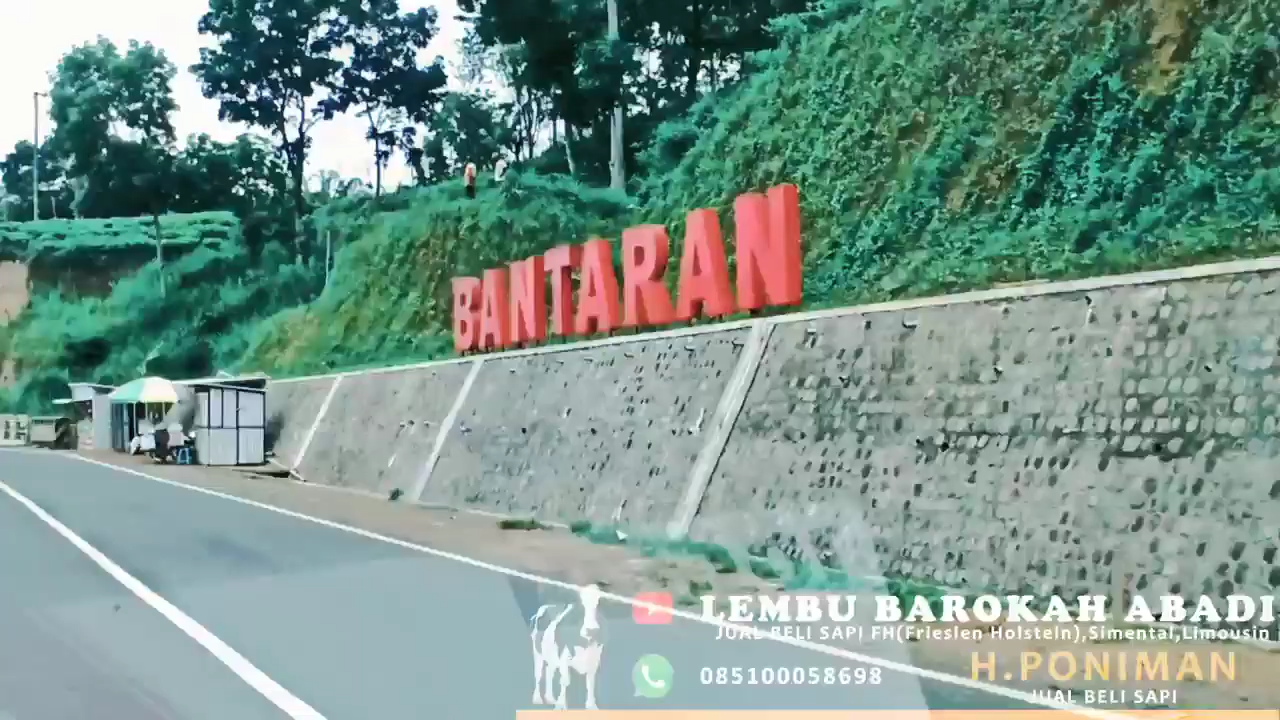 BANTARAN
LEMBU BAROKAH ABADI
JUAL BELI SAPI FH(Frieslen Holstein),Simental,Limousin
085100058698
H.PONIMAN
JUAL BELI SAPI